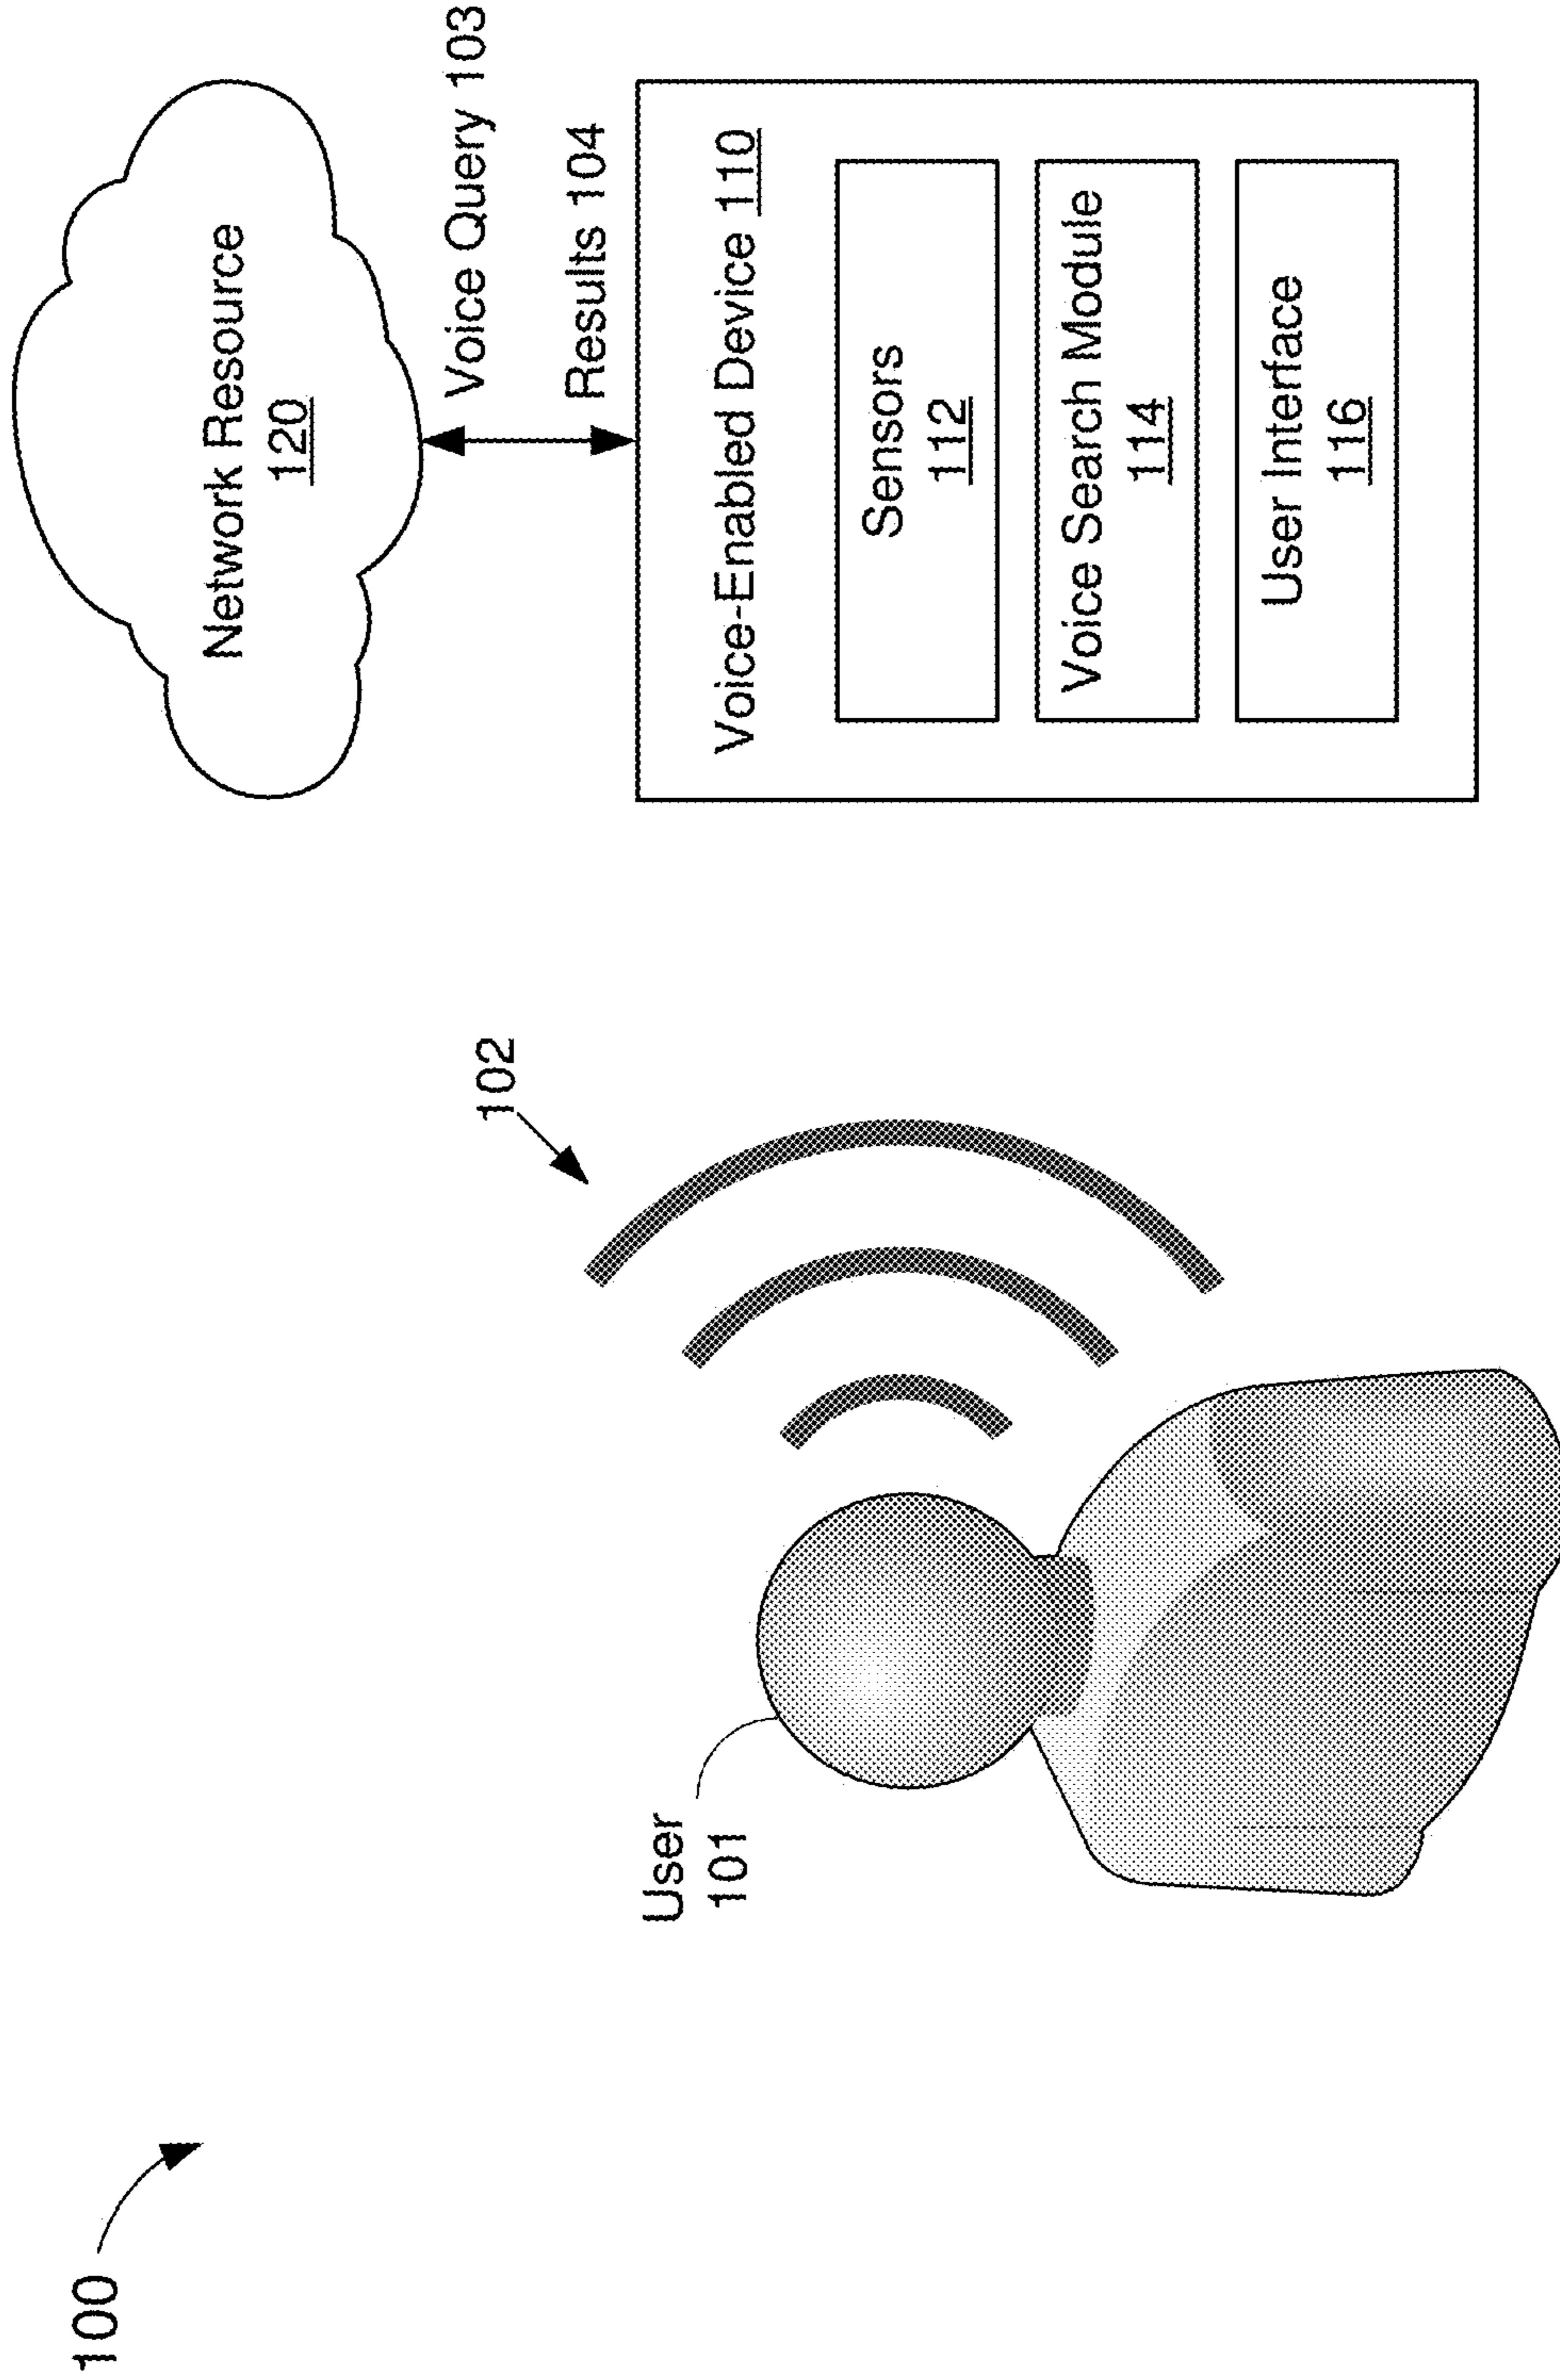 100
User
101
102
Network Resource
120
Voice Query 103
Results 104
Voice-Enabled Device 110
Sensors
112
Voice Search Module
114
User Interface
116